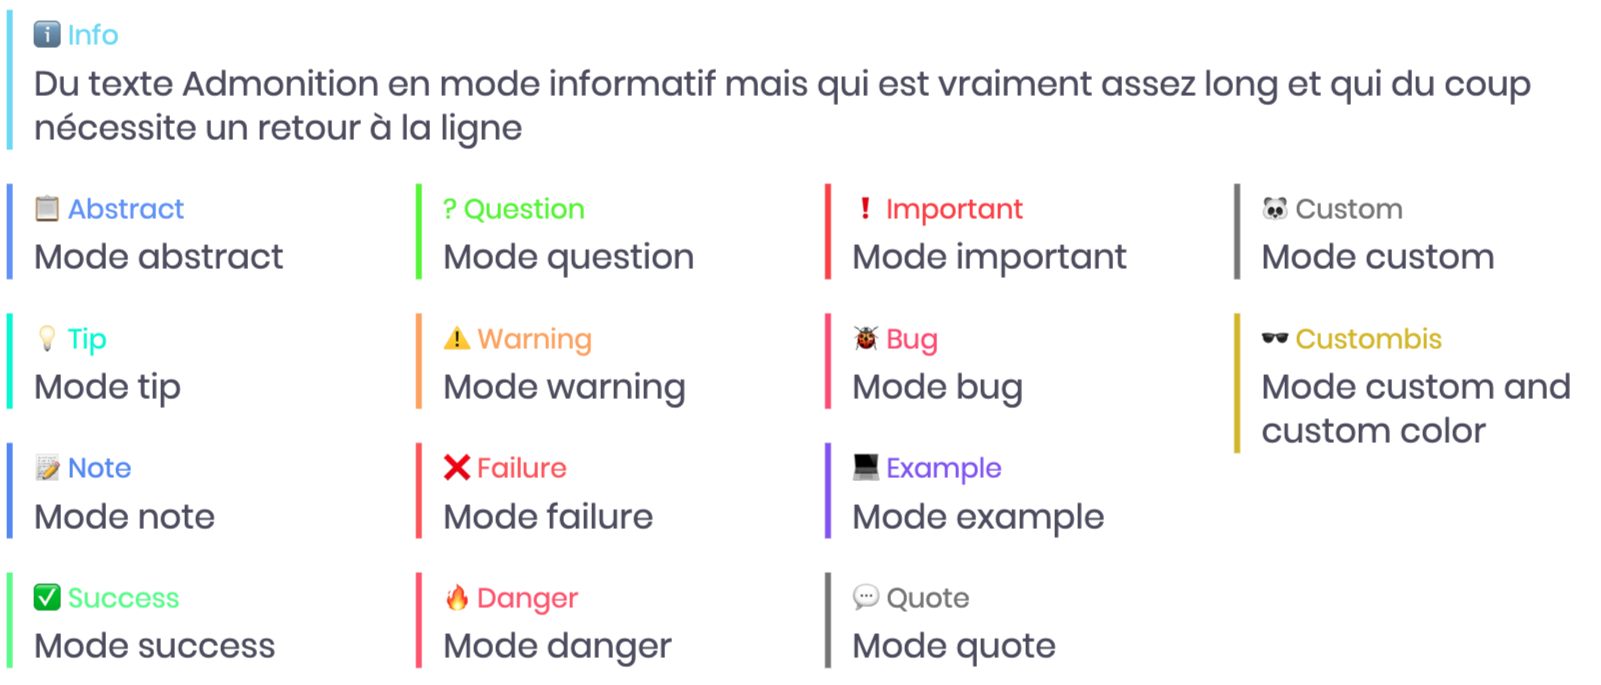 ℹ️ Info
Du texte Admonition en mode informatif mais qui est vraiment assez long et qui du coup
nécessite un retour à la ligne
📋 Abstract
Mode abstract
💡 Tip
Mode tip
📝 Note
Mode note
✅ Success
Mode success
? Question
Mode question
⚠️ Warning
Mode warning
❌ Failure
Mode failure
🔥 Danger
Mode danger
❗ Important
Mode important
🐞 Bug
Mode bug
💻 Example
Mode example
💬 Quote
Mode quote
🐼 Custom
Mode custom
🕶️ Custombis
Mode custom and
custom color